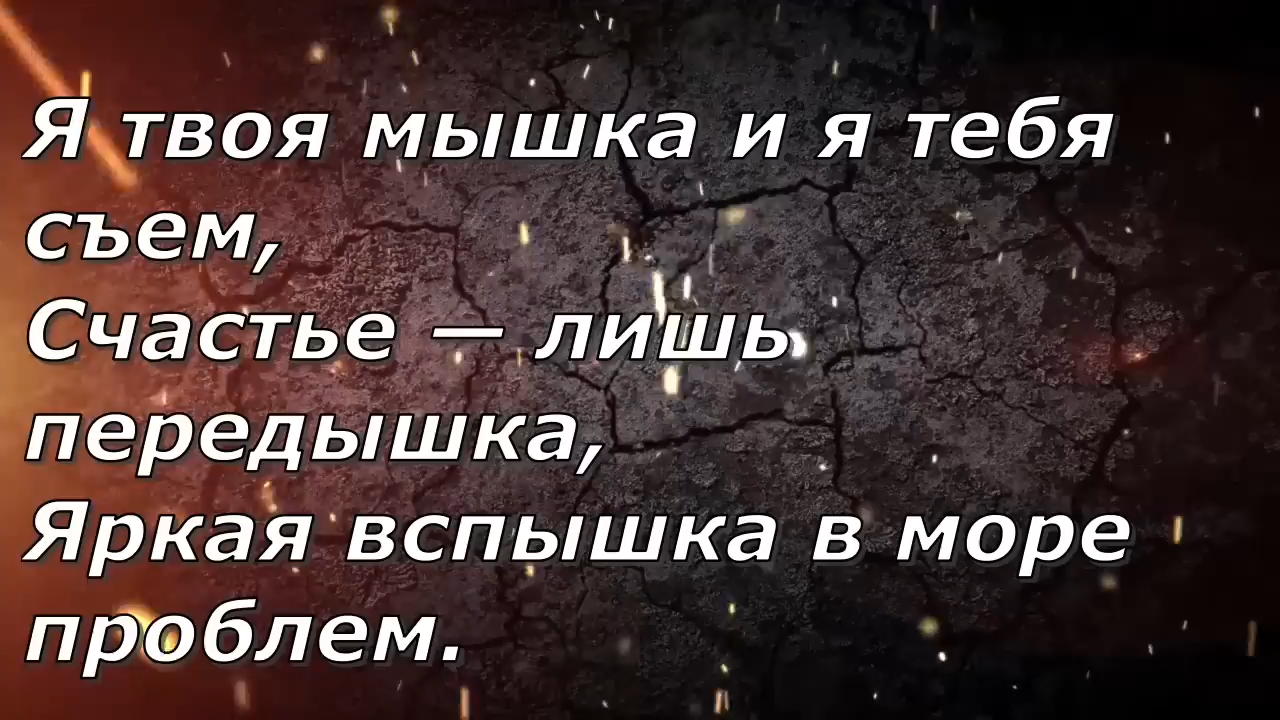 Я твоя мышка и я тебя
съем,
Счастье — лишь
передышка,
Яркая вспышка в море
проблем.